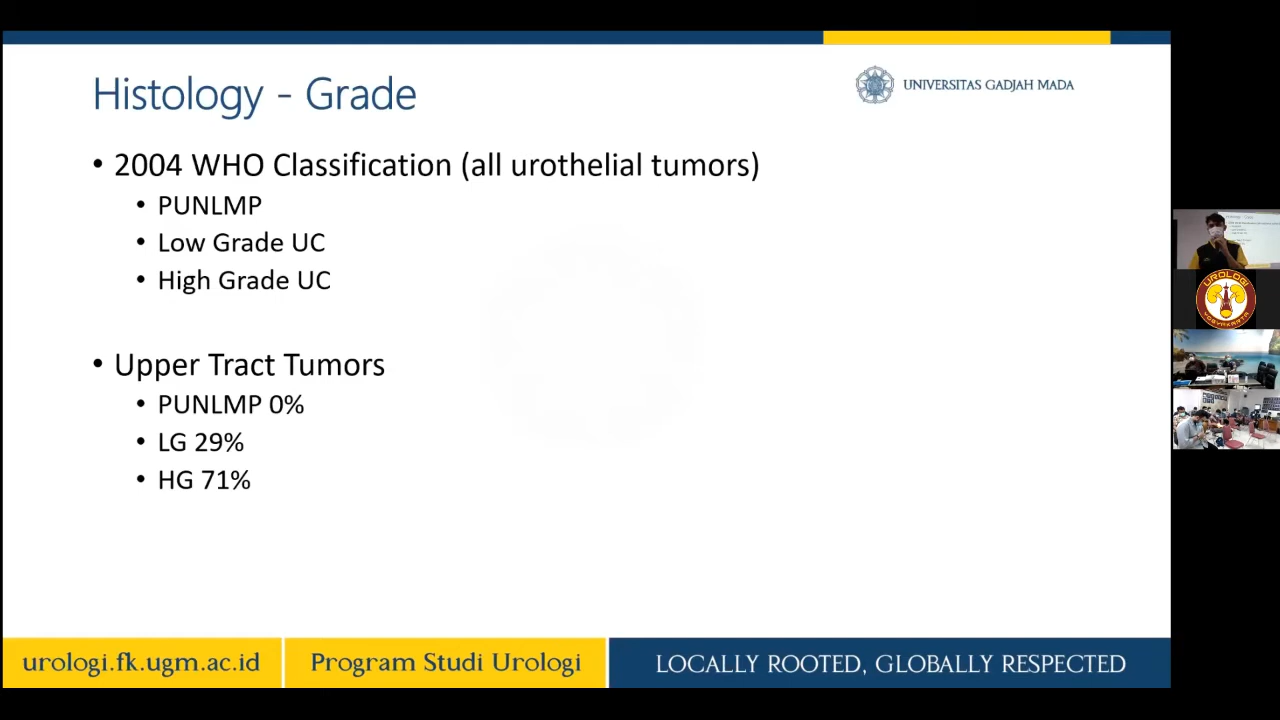 Histology - Grade
UNIVERSITAS GADJAH MADA
• 2004 WHO Classification (all urothelial tumors)
• PUNLMP
• Low Grade UC
• High Grade UC
• Upper Tract Tumors
• PUNLMP 0%
• LG 29%
• HG 71%
urologi.fk.ugm.ac.id
Program Studi Urologi
LOCALLY ROOTED, GLOBALLY RESPECTED
UROLOGI
YOGYAKARTA